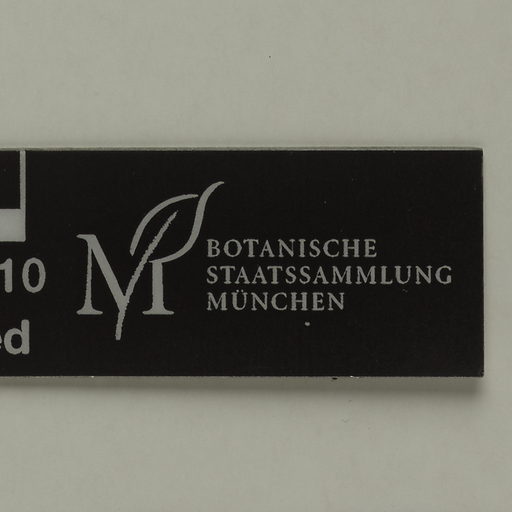 10
ed
BOTANISCHE
STAATSSAMMLUNG
MÜNCHEN